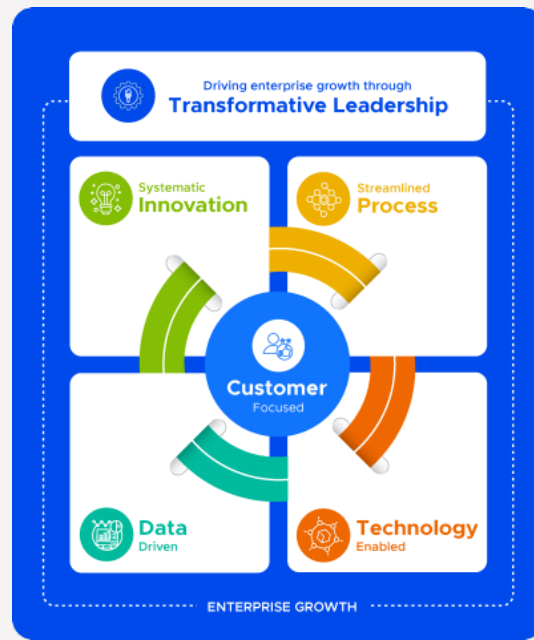 Driving enterprise growth through
Transformative Leadership
Systematic
Innovation
Streamlined
Process
Customer
Focused
Data
Driven
Technology
Enabled
ENTERPRISE GROWTH